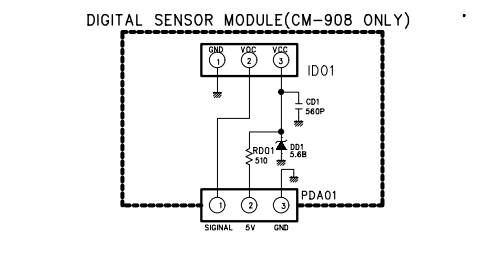 DIGITAL SENSOR MODULE(CM-908 ONLY)
GND VOC VCC
1 2 3
ID01
CD1
560P
RD01
510
DD1
5.6B
PDA01
1 2 3
SIGINAL 5V GND